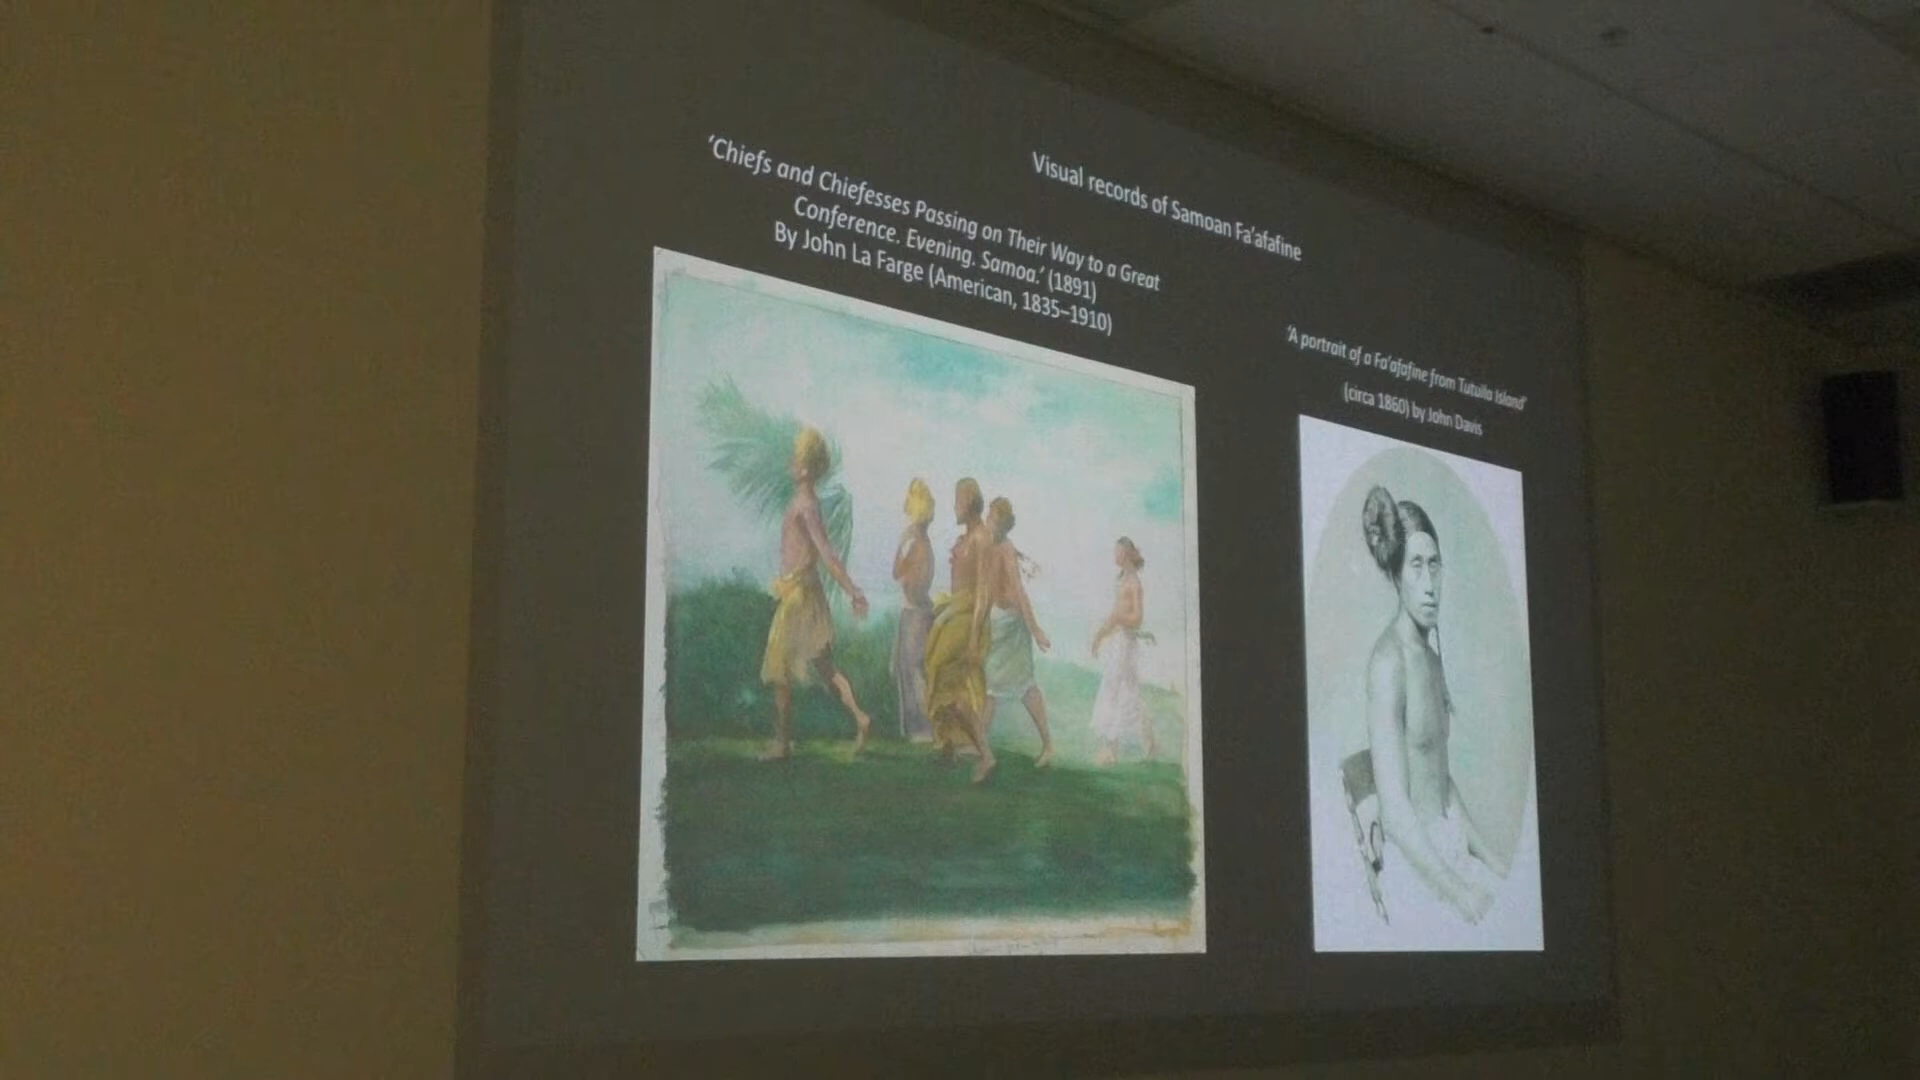 Visual records of Samoan Fa'afafine
'Chiefs and Chiefesses Passing on Their Way to a Great
Conference. Evening. Samoa.' (1891)
By John La Farge (American, 1835–1910)
'A portrait of a Fa'afafine from Tutuila Island'
(circa 1860) by John Davis